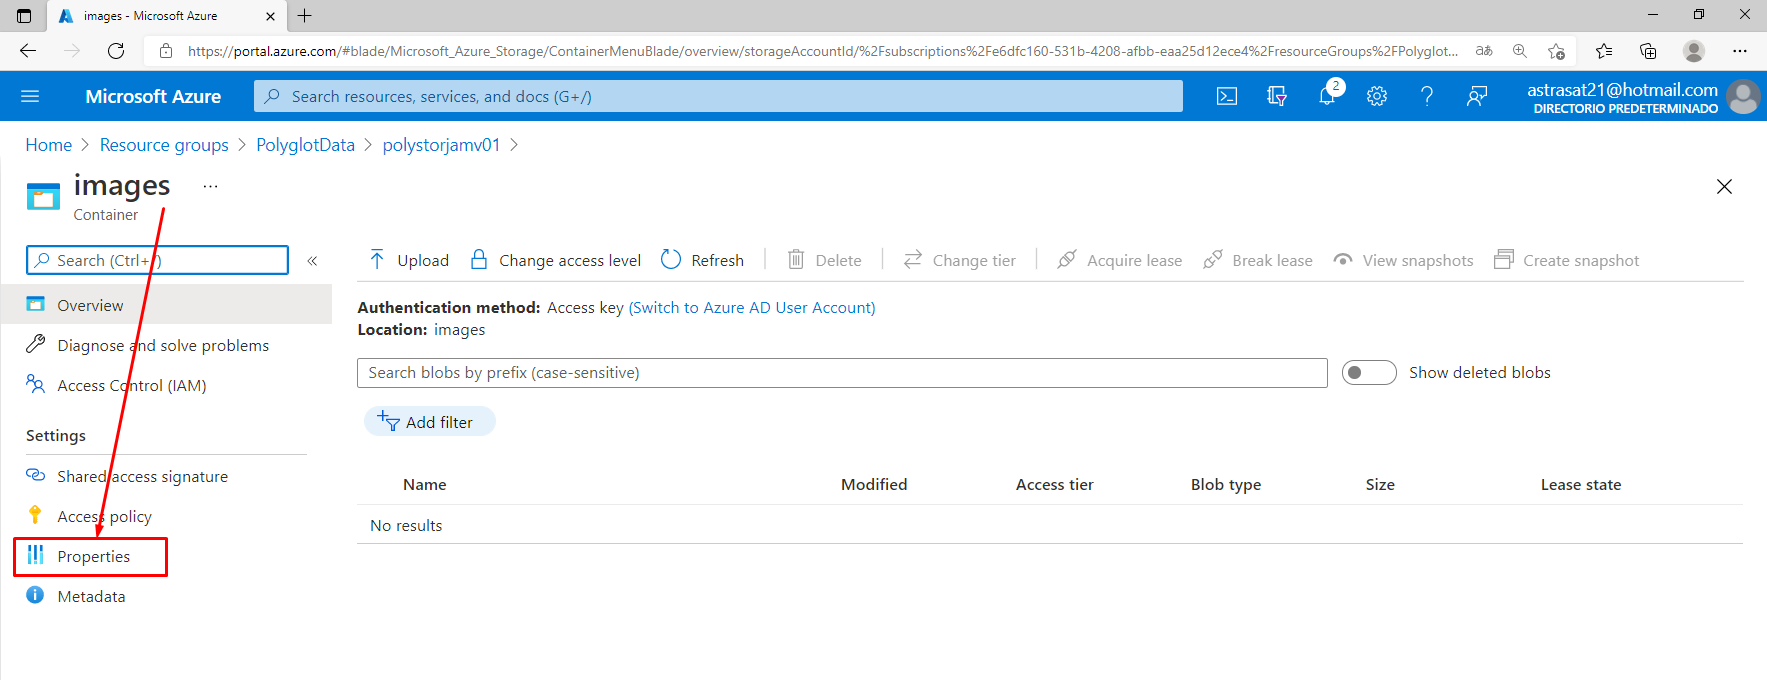 images - Microsoft Azure
https://portal.azure.com/#blade/Microsoft_Azure_Storage/ContainerMenuBlade/overview/storageAccountId/%2Fsubscriptions%2Fe6dfc160-531b-4208-afbb-eaa25d12ece4%2FresourceGroups%2FPolyglot...
aあ
Microsoft Azure
Search resources, services, and docs (G+/)
2
astrasat21@hotmail.com
DIRECTORIO PREDETERMINADO
Home > Resource groups > PolyglotData > polystorjamv01 >
images ...
Container
Search (Ctrl+/)
«
Upload
Change access level
Refresh
Delete
Change tier
Acquire lease
Break lease
View snapshots
Create snapshot
Overview
Diagnose and solve problems
Access Control (IAM)
Settings
Shared access signature
Access policy
Properties
Metadata
Authentication method: Access key (Switch to Azure AD User Account)
Location: images
Search blobs by prefix (case-sensitive)
Show deleted blobs
Add filter
Name Modified Access tier Blob type Size Lease state
No results